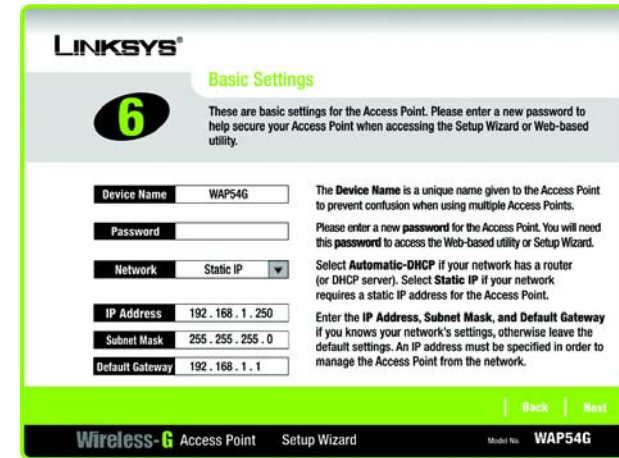 LINKSYS®
Basic Settings
6
These are basic settings for the Access Point. Please enter a new password to
help secure your Access Point when accessing the Setup Wizard or Web-based
utility.
Device Name WAP54G
Password
Network Static IP
IP Address 192 . 168 . 1 . 250
Subnet Mask 255 . 255 . 255 . 0
Default Gateway 192 . 168 . 1 . 1
The Device Name is a unique name given to the Access Point
to prevent confusion when using multiple Access Points.
Please enter a new password for the Access Point. You will need
this password to access the Web-based utility or Setup Wizard.
Select Automatic-DHCP if your network has a router
(or DHCP server). Select Static IP if your network
requires a static IP address for the Access Point.
Enter the IP Address, Subnet Mask, and Default Gateway
if you knows your network's settings, otherwise leave the
default settings. An IP address must be specified in order to
manage the Access Point from the network.
Back Next
Wireless-G Access Point Setup Wizard Model No. WAP54G